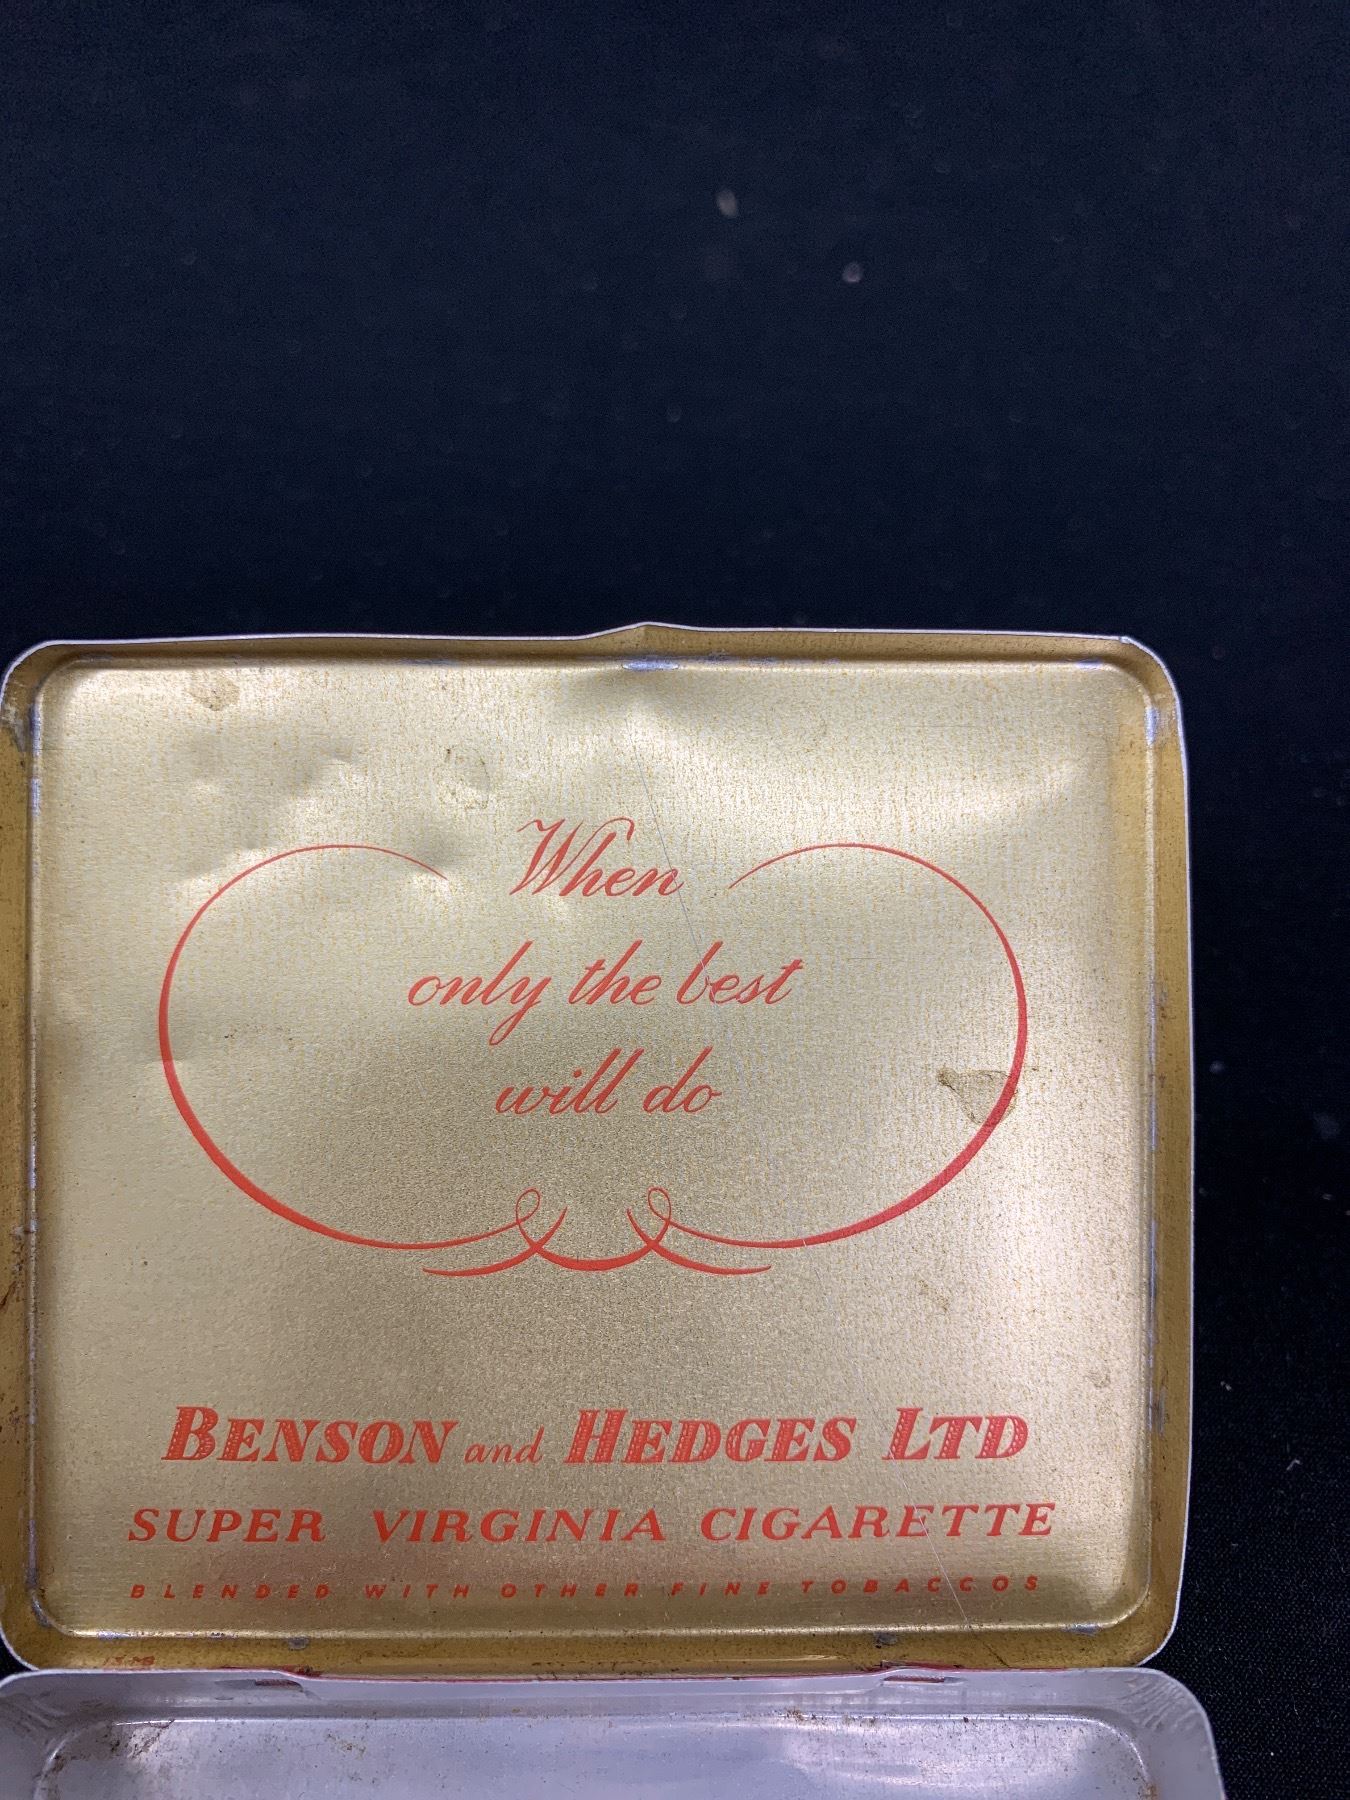 When
only the best
will do
BENSON and HEDGES LTD
SUPER VIRGINIA CIGARETTE
BLENDED WITH OTHER FINE TOBACCOS